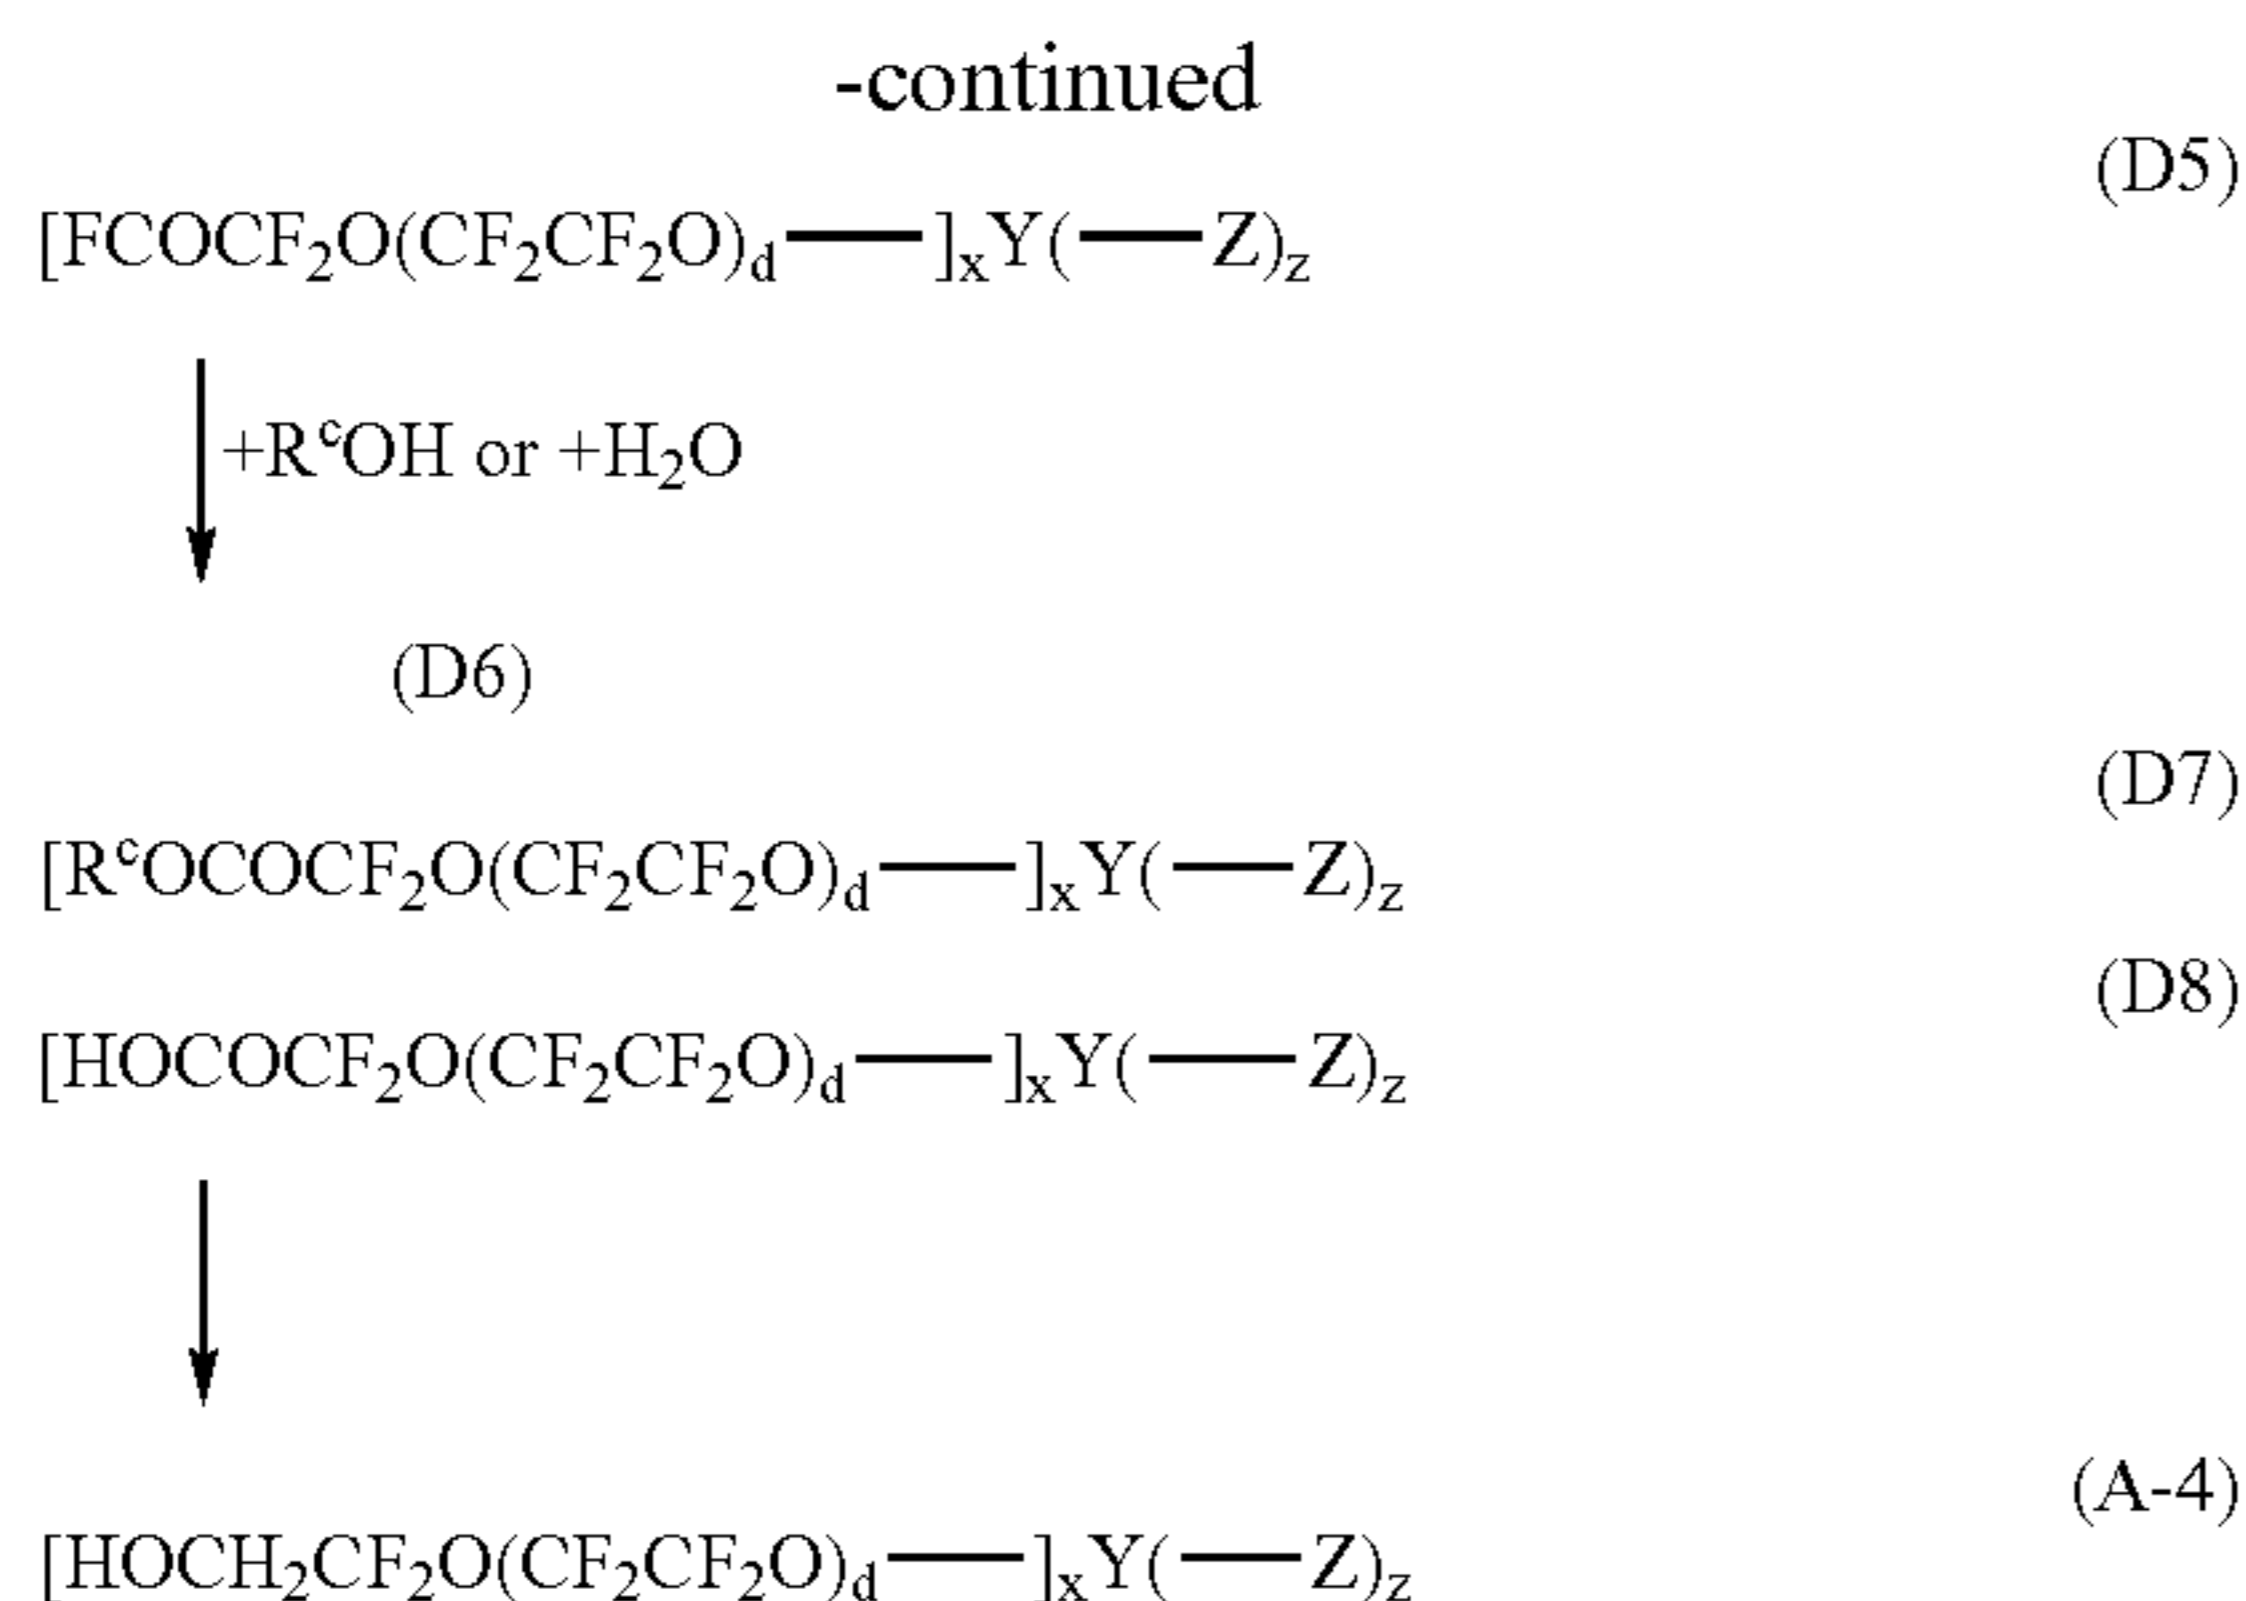 -continued
(D5)
[FCOCF₂O(CF₂CF₂O)d—]ₓY(—Z)z
+RᶜOH or +H₂O
(D6)
(D7)
[RᶜOCOCF₂O(CF₂CF₂O)d—]ₓY(—Z)z
(D8)
[HOCOCF₂O(CF₂CF₂O)d—]ₓY(—Z)z
(A-4)
[HOCH₂CF₂O(CF₂CF₂O)d—]ₓY(—Z)z